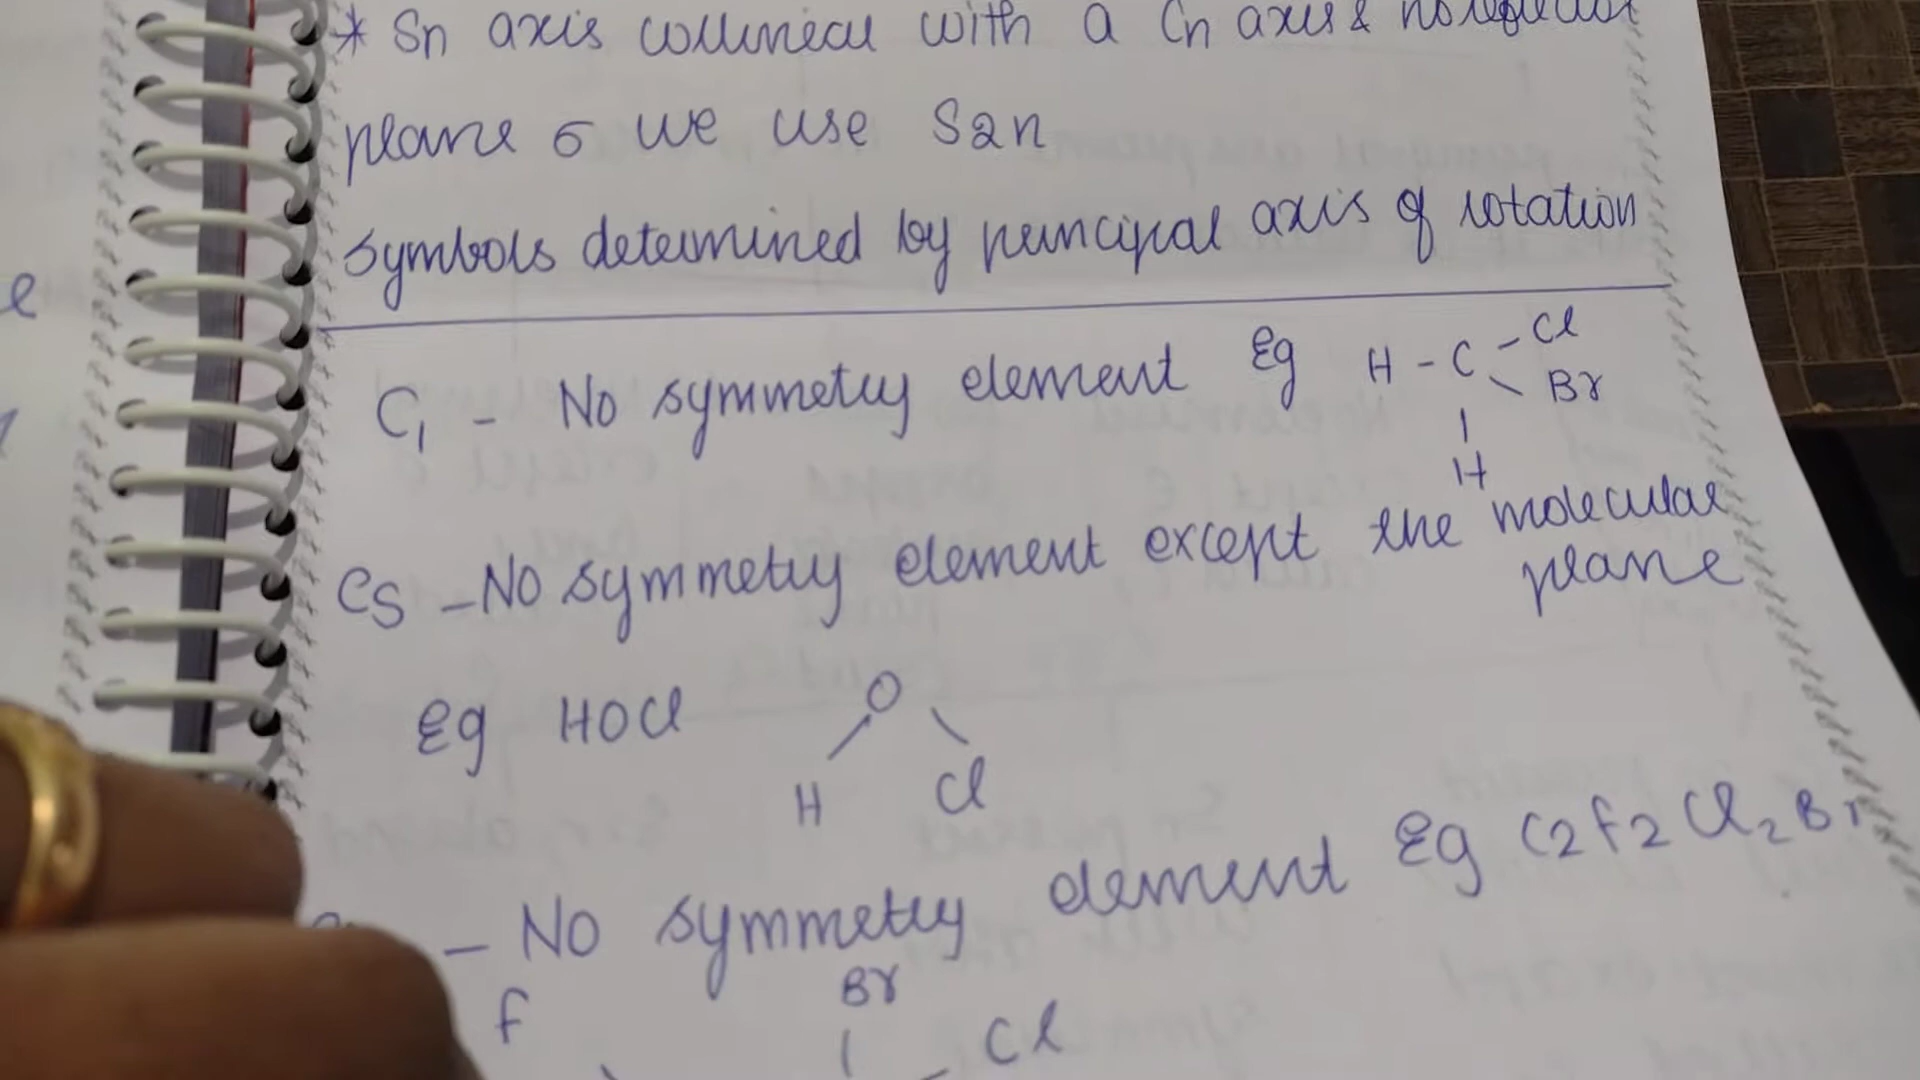 * Sn axis collinear with a Cn axis & no reflection
plane σ we use S2n
symbols determined by principal axis of rotation
C1 - No symmetry element Eg H - C - Cl
Br
H
Cs - No symmetry element except the molecular
plane
Eg HOCl
O
H Cl
- No symmetry element Eg C2F2Cl2Br
Br
F
Cl